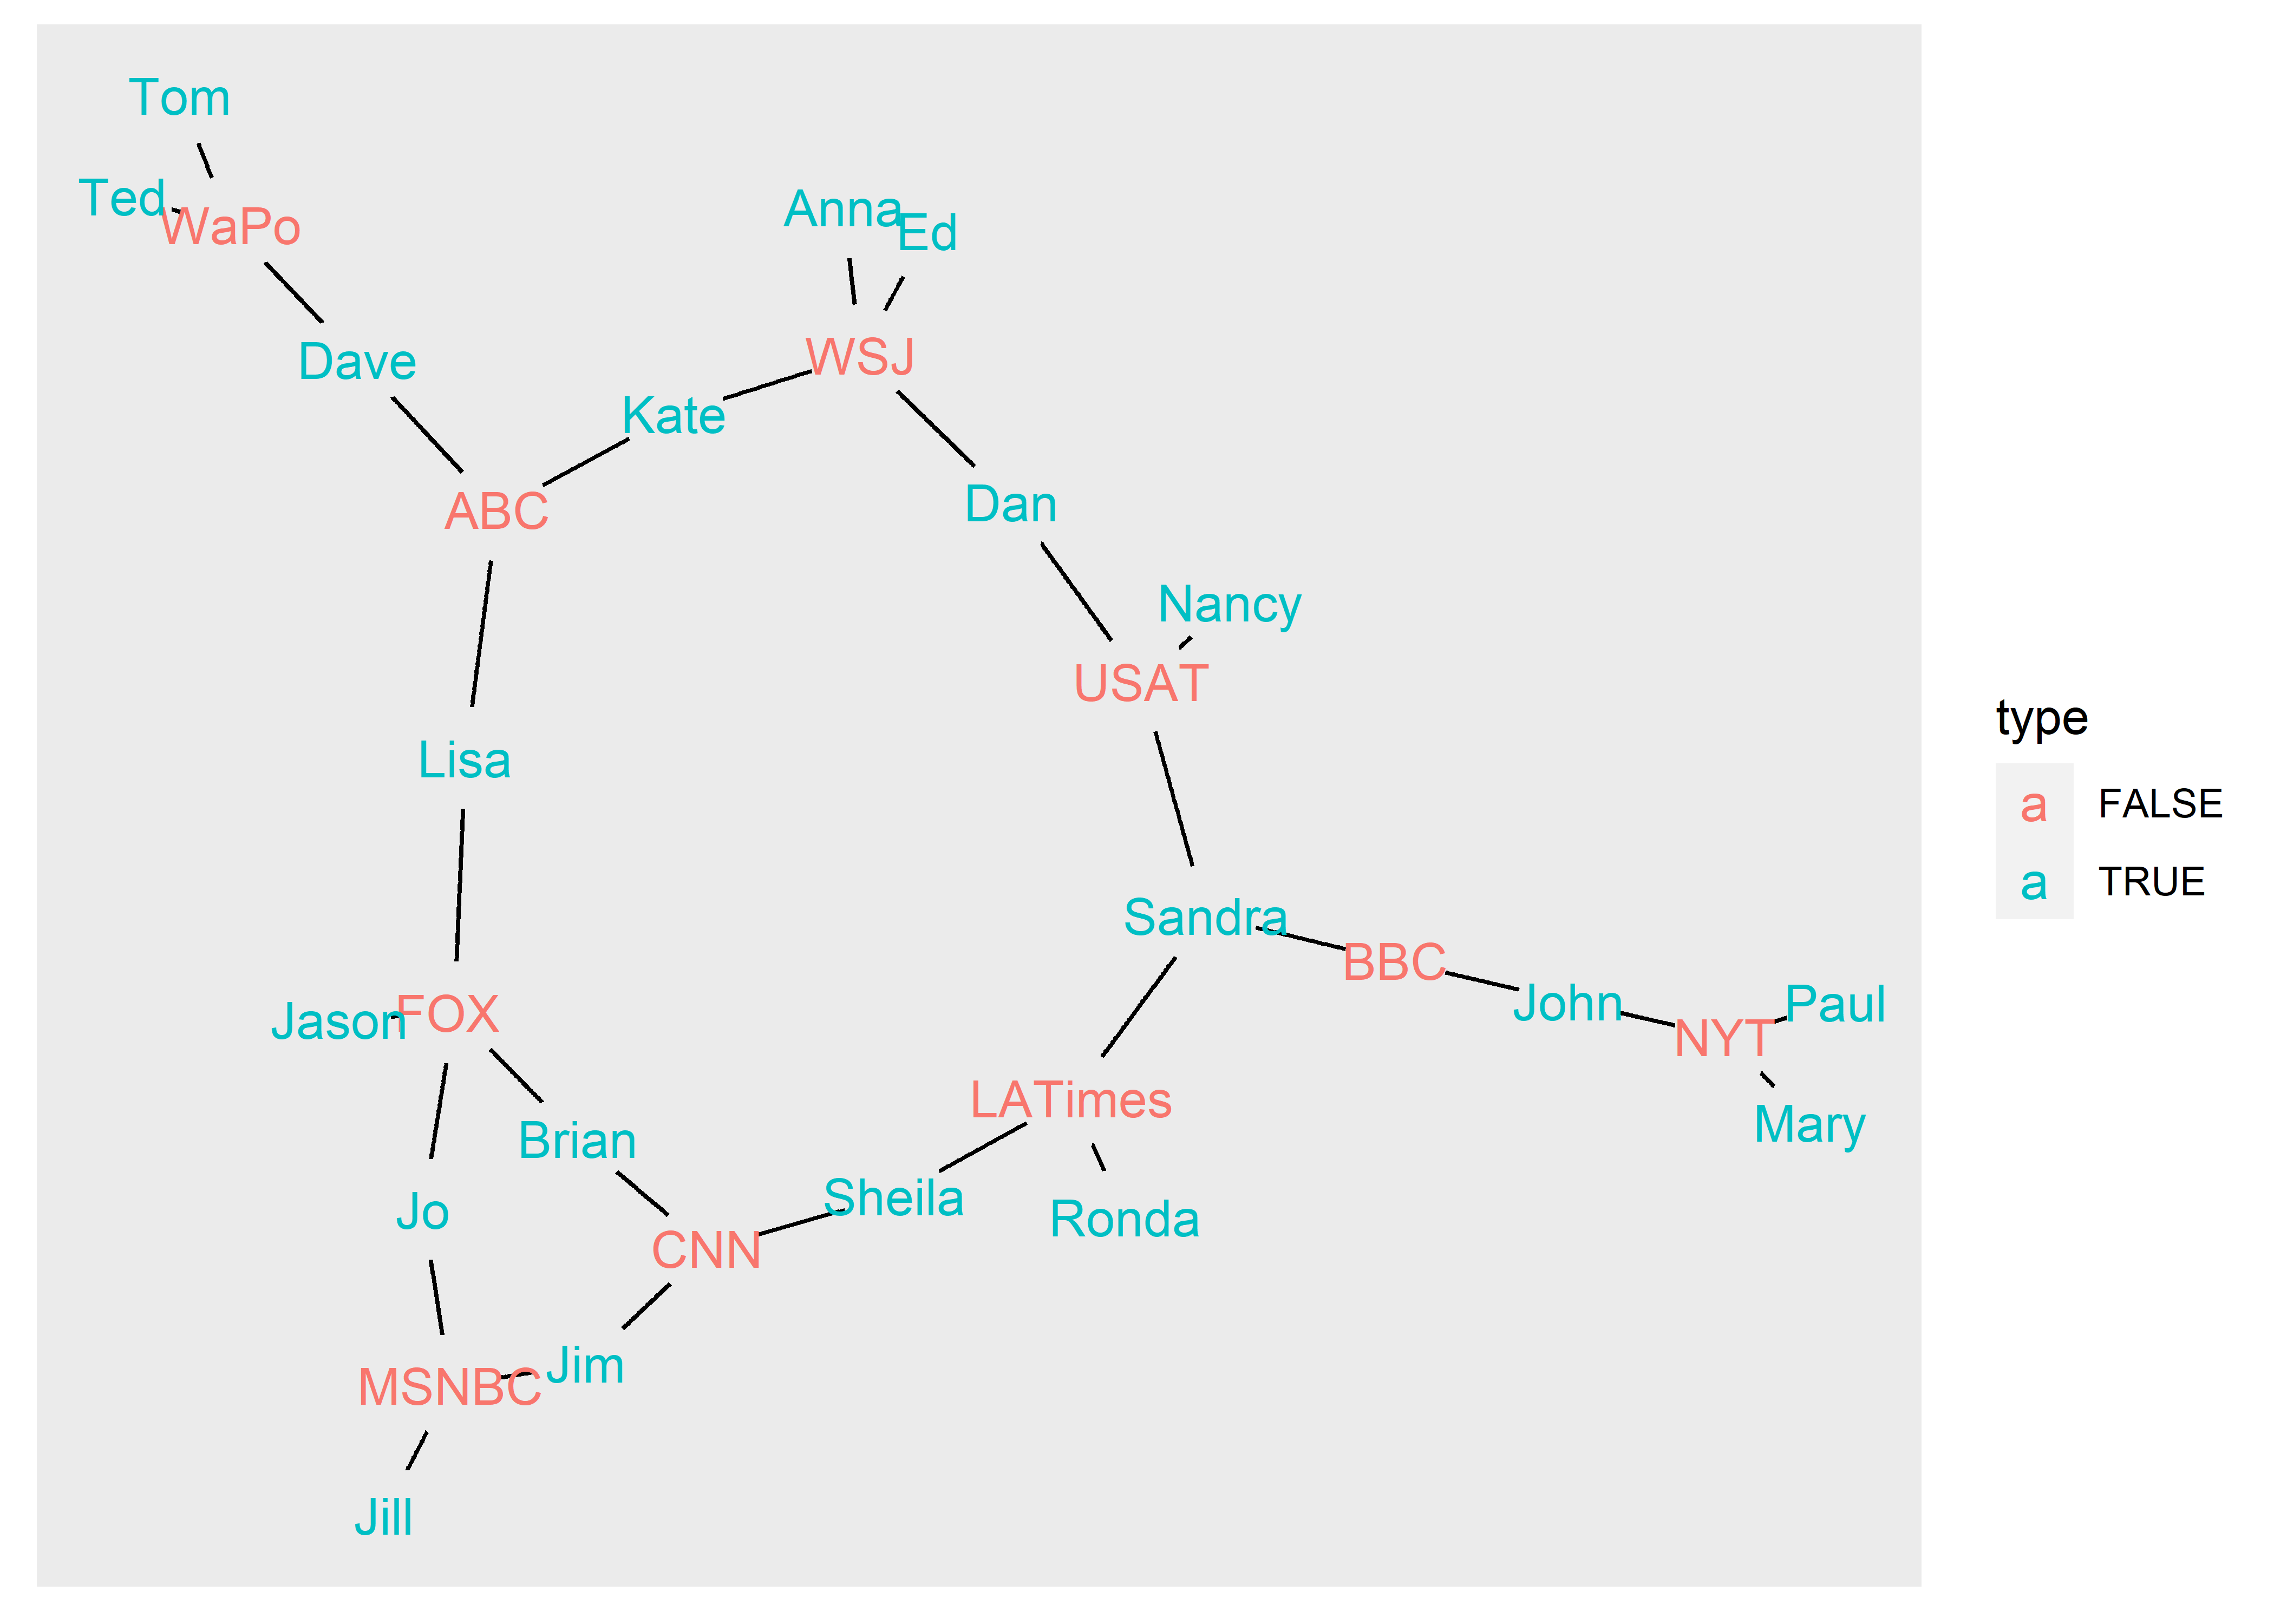 Tom
Ted
WaPo
Anna
Ed
Dave
WSJ
Kate
ABC
Dan
Nancy
USAT
Lisa
Sandra
BBC
John
Paul
Jason
FOX
NYT
LATimes
Mary
Brian
Sheila
Ronda
Jo
CNN
Jim
MSNBC
Jill
type
a FALSE
a TRUE